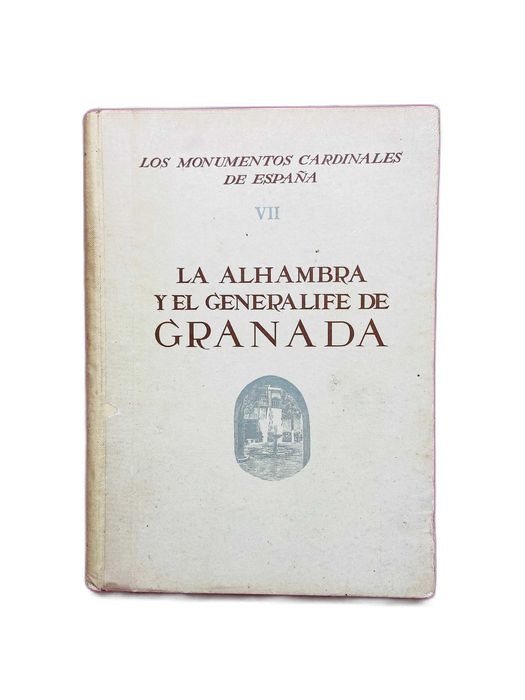 LOS MONUMENTOS CARDINALES
DE ESPAÑA
VII
LA ALHAMBRA
Y EL GENERALIFE DE
GRANADA